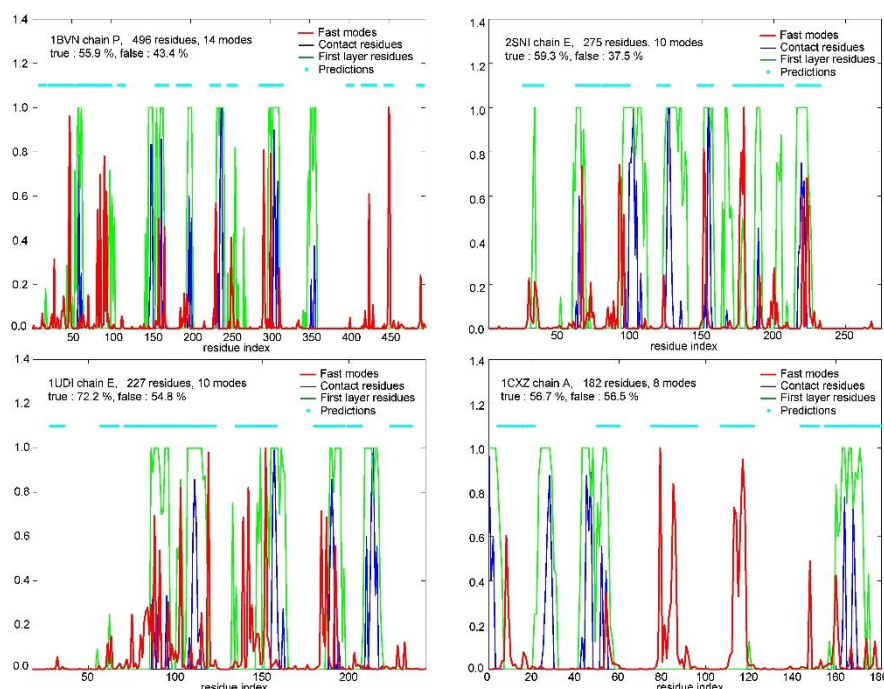 1.4
1BVN chain P, 496 residues, 14 modes
true : 55.9 %, false : 43.4 %
Fast modes
Contact residues
First layer residues
Predictions
1.2
1.0
0.8
0.6
0.4
0.2
0.0
50 100 150 200 250 300 350 400 450
residue index
1.4
2SNI chain E, 275 residues, 10 modes
true : 59.3 %, false : 37.5 %
Fast modes
Contact residues
First layer residues
Predictions
1.2
1.0
0.8
0.6
0.4
0.2
0.0
50 100 150 200 250
residue index
1.4
1UDI chain E, 227 residues, 10 modes
true : 72.2 %, false : 54.8 %
Fast modes
Contact residues
First layer residues
Predictions
1.2
1.0
0.8
0.6
0.4
0.2
0.0
50 100 150 200
residue index
1.4
1CXZ chain A, 182 residues, 8 modes
true : 56.7 %, false : 56.5 %
Fast modes
Contact residues
First layer residues
Predictions
1.2
1.0
0.8
0.6
0.4
0.2
0.0
0 20 40 60 80 100 120 140 160 180
residue index